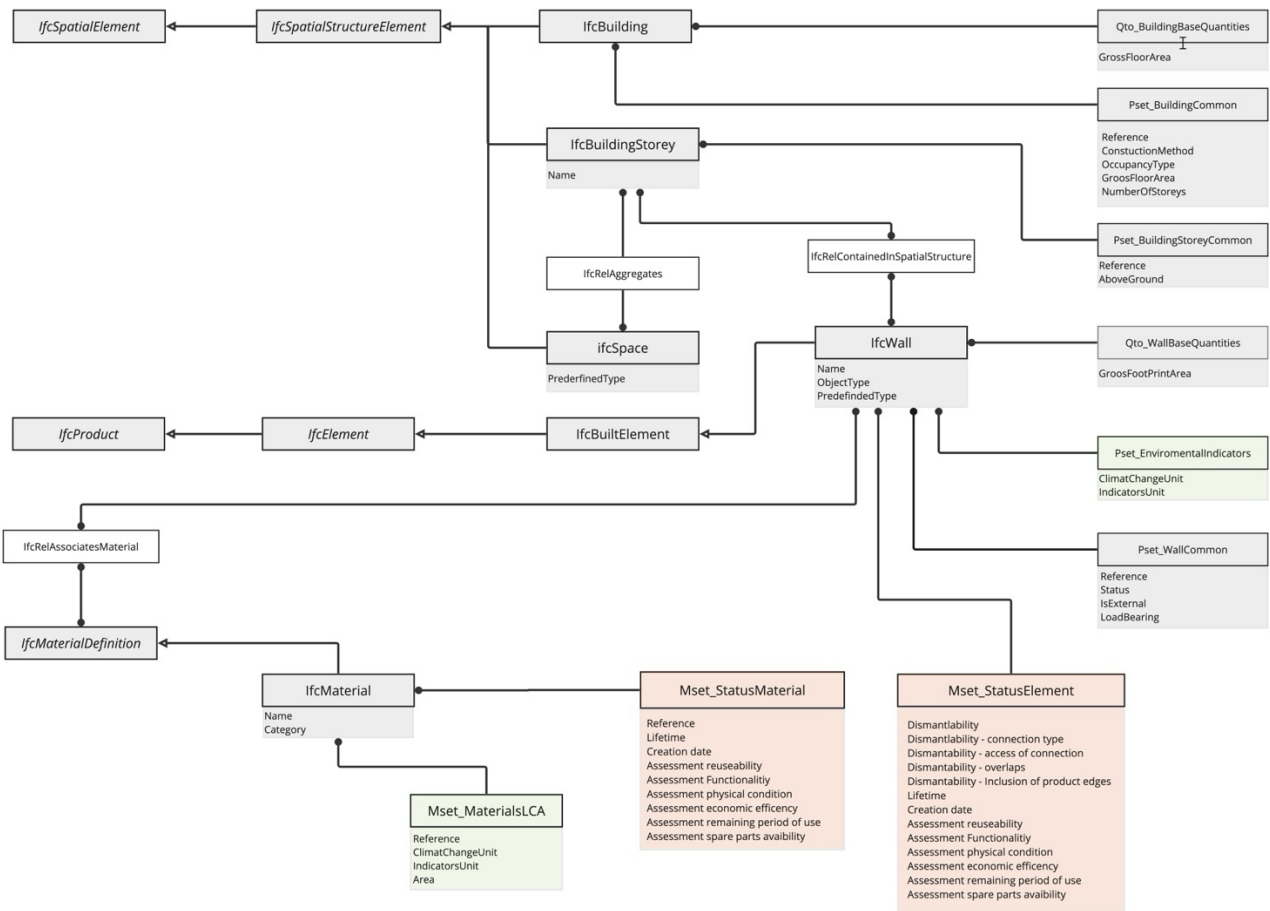 IfcSpatialElement
IfcSpatialStructureElement
IfcBuilding
Qto_BuildingBaseQuantities
GrossFloorArea
Pset_BuildingCommon
Reference
ConstuctionMethod
OccupancyType
GroosFloorArea
NumberOfStoreys
IfcBuildingStorey
Name
Pset_BuildingStoreyCommon
Reference
AboveGround
IfcRelAggregates
IfcRelContainedInSpatialStructure
ifcSpace
PrederfinedType
IfcWall
Name
ObjectType
PredefindedType
Qto_WallBaseQuantities
GroosFootPrintArea
IfcProduct
IfcElement
IfcBuiltElement
Pset_EnviromentalIndicators
ClimatChangeUnit
IndicatorsUnit
IfcRelAssociatesMaterial
Pset_WallCommon
Reference
Status
IsExternal
LoadBearing
IfcMaterialDefinition
IfcMaterial
Name
Category
Mset_StatusMaterial
Reference
Lifetime
Creation date
Assessment reuseability
Assessment Functionalitiy
Assessment physical condition
Assessment economic efficency
Assessment remaining period of use
Assessment spare parts avaibility
Mset_StatusElement
Dismantlability
Dismantlability - connection type
Dismantability - access of connection
Dismantability - overlaps
Dismantability - Inclusion of product edges
Lifetime
Creation date
Assessment reuseability
Assessment Functionalitiy
Assessment physical condition
Assessment economic efficency
Assessment remaining period of use
Assessment spare parts avaibility
Mset_MaterialsLCA
Reference
ClimatChangeUnit
IndicatorsUnit
Area